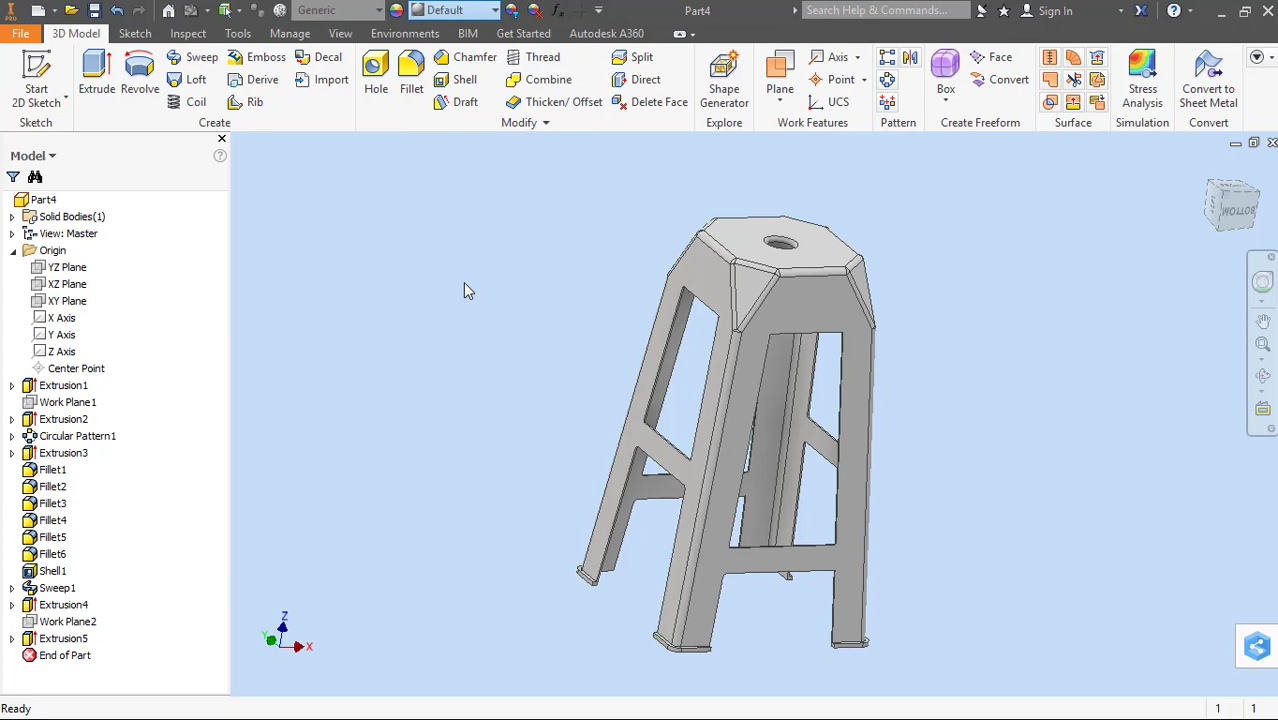 PRO
Generic
Default
Part4
Search Help & Commands...
Sign In
File
3D Model
Sketch
Inspect
Tools
Manage
View
Environments
BIM
Get Started
Autodesk A360
Start
2D Sketch
Extrude
Revolve
Sweep
Loft
Coil
Emboss
Derive
Rib
Decal
Import
Hole
Fillet
Chamfer
Shell
Draft
Thread
Combine
Thicken/ Offset
Split
Direct
Delete Face
Shape
Generator
Plane
Axis
Point
UCS
Box
Face
Convert
Stress
Analysis
Convert to
Sheet Metal
Sketch
Create
Modify
Explore
Work Features
Pattern
Create Freeform
Surface
Simulation
Convert
Model
Part4
Solid Bodies(1)
View: Master
Origin
YZ Plane
XZ Plane
XY Plane
X Axis
Y Axis
Z Axis
Center Point
Extrusion1
Work Plane1
Extrusion2
Circular Pattern1
Extrusion3
Fillet1
Fillet2
Fillet3
Fillet4
Fillet5
Fillet6
Shell1
Sweep1
Extrusion4
Work Plane2
Extrusion5
End of Part
BOTTOM
Z
Y
X
Ready
1
1